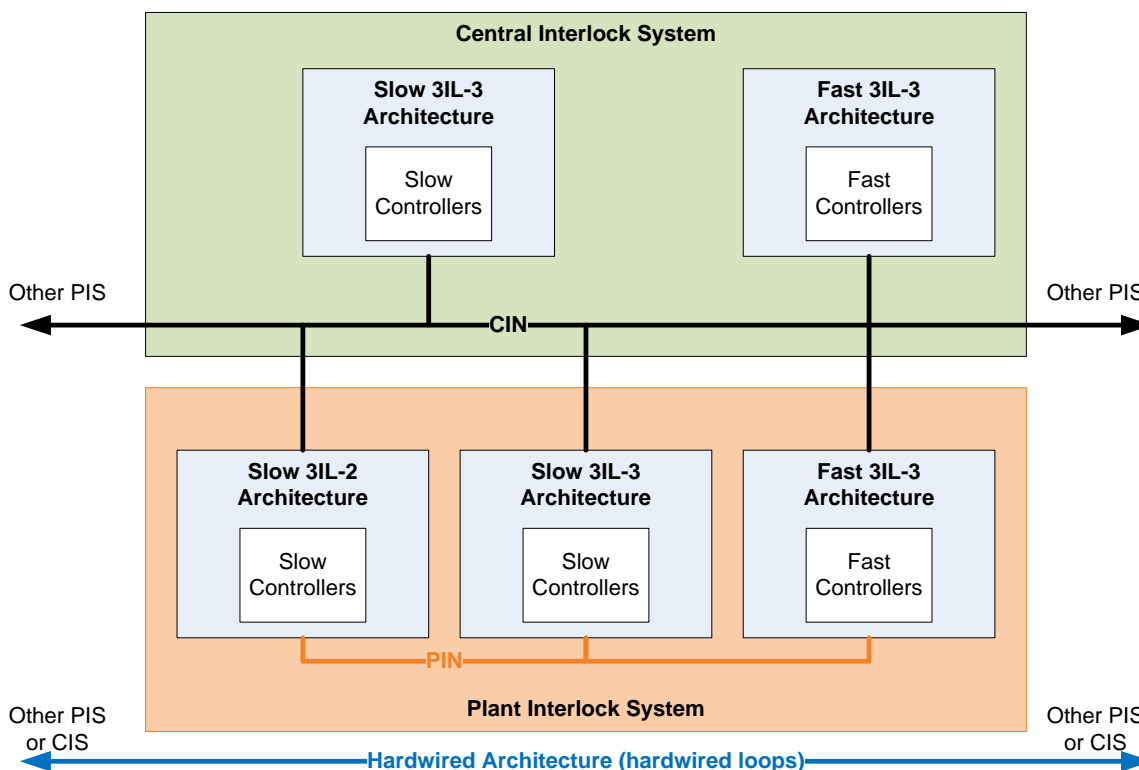 Central Interlock System
Slow 3IL-3
Architecture
Slow
Controllers
Fast 3IL-3
Architecture
Fast
Controllers
Other PIS
CIN
Other PIS
Slow 3IL-2
Architecture
Slow
Controllers
Slow 3IL-3
Architecture
Slow
Controllers
Fast 3IL-3
Architecture
Fast
Controllers
PIN
Plant Interlock System
Other PIS
or CIS
Hardwired Architecture (hardwired loops)
Other PIS
or CIS